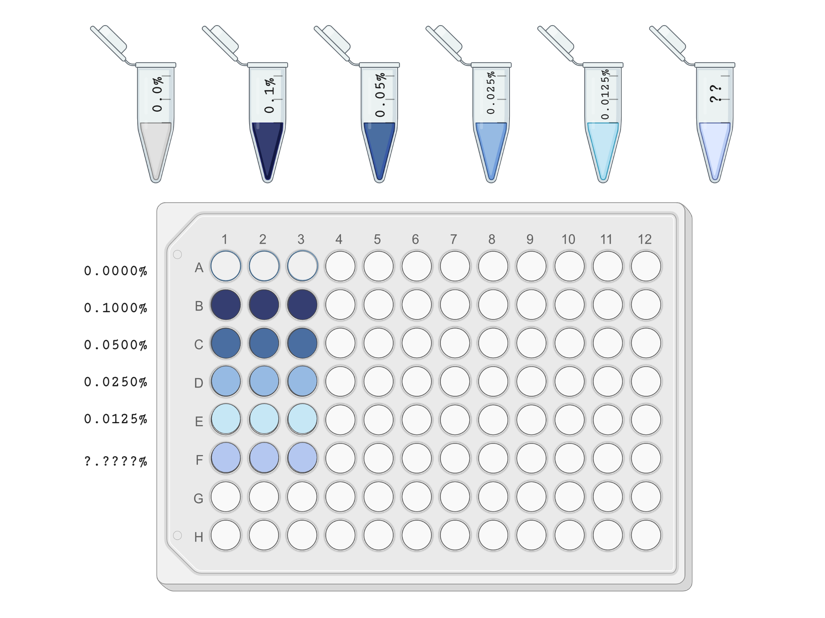 0.0%
0.1%
0.05%
0.025%
0.0125%
??
1 2 3 4 5 6 7 8 9 10 11 12
0.0000% A
0.1000% B
0.0500% C
0.0250% D
0.0125% E
?.????% F
G
H